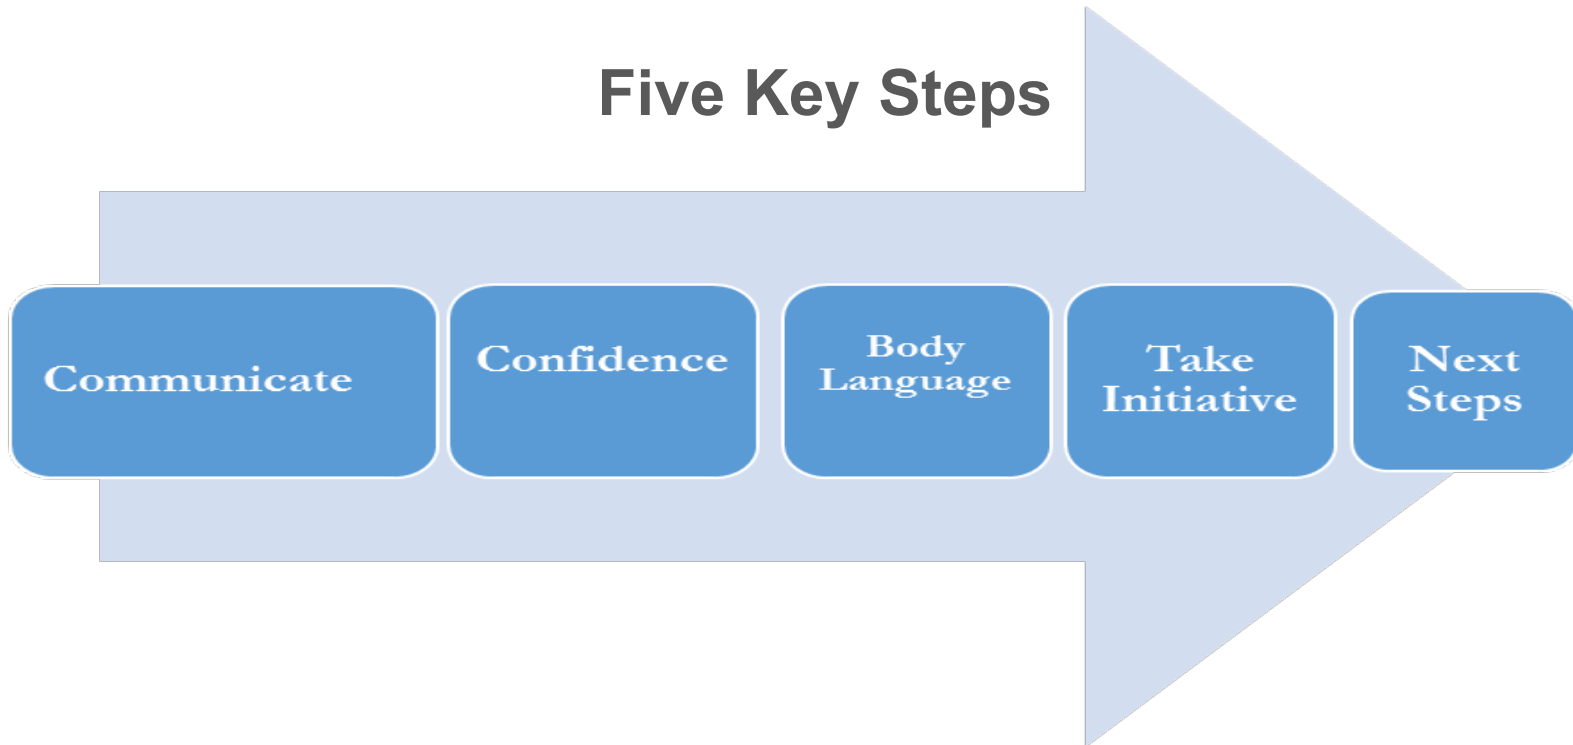 Five Key Steps
Communicate
Confidence
Body
Language
Take
Initiative
Next
Steps